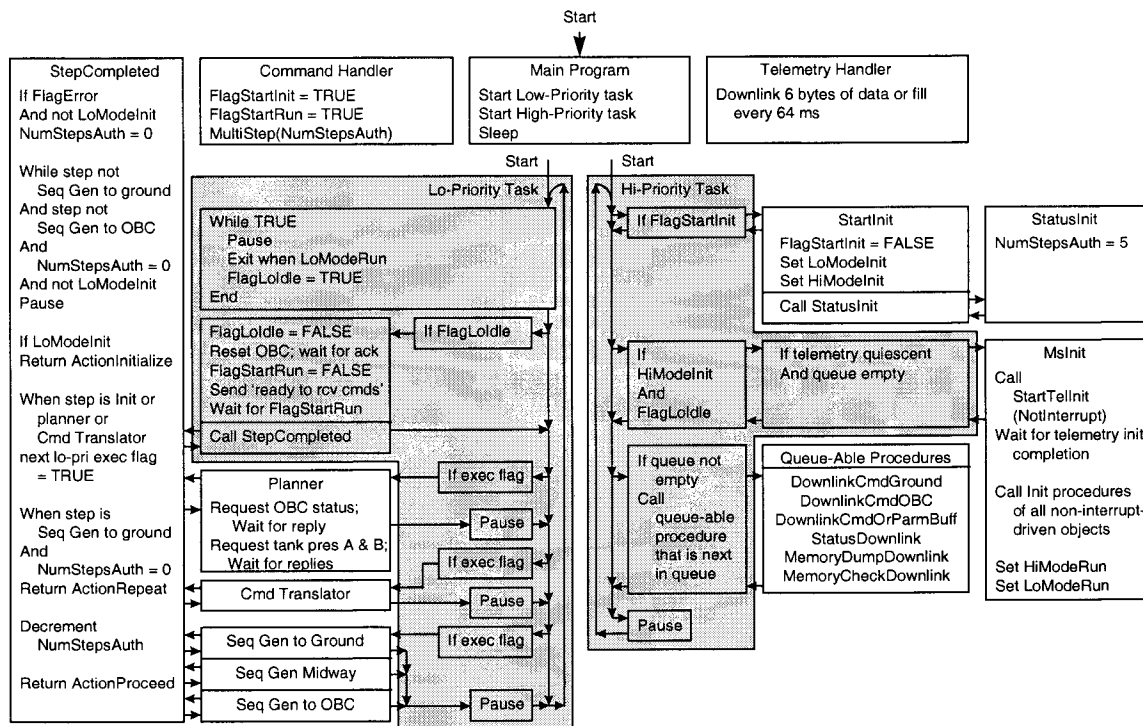 Start
StepCompleted
If FlagError
And not LoModeInit
NumStepsAuth = 0
While step not
Seq Gen to ground
And step not
Seq Gen to OBC
And
NumStepsAuth = 0
And not LoModeInit
Pause
If LoModeInit
Return ActionInitialize
When step is Init or
planner or
Cmd Translator
next lo-pri exec flag
= TRUE
When step is
Seq Gen to ground
And
NumStepsAuth = 0
Return ActionRepeat
Decrement
NumStepsAuth
Return ActionProceed
Command Handler
FlagStartInit = TRUE
FlagStartRun = TRUE
MultiStep(NumStepsAuth)
Main Program
Start Low-Priority task
Start High-Priority task
Sleep
Telemetry Handler
Downlink 6 bytes of data or fill
every 64 ms
Start
Lo-Priority Task
While TRUE
Pause
Exit when LoModeRun
FlagLoIdle = TRUE
End
If FlagLoIdle
FlagLoIdle = FALSE
Reset OBC; wait for ack
FlagStartRun = FALSE
Send 'ready to rcv cmds'
Wait for FlagStartRun
Call StepCompleted
If exec flag
Planner
Request OBC status;
Wait for reply
Request tank pres A & B;
Wait for replies
Pause
If exec flag
Cmd Translator
Pause
If exec flag
Seq Gen to Ground
Seq Gen Midway
Seq Gen to OBC
Pause
Start
Hi-Priority Task
If FlagStartInit
StartInit
FlagStartInit = FALSE
Set LoModeInit
Set HiModeInit
Call StatusInit
StatusInit
NumStepsAuth = 5
If
HiModeInit
And
FlagLoIdle
If telemetry quiescent
And queue empty
MsInit
Call
StartTelInit
(NotInterrupt)
Wait for telemetry init
completion
Call Init procedures
of all non-interrupt-
driven objects
Set HiModeRun
Set LoModeRun
If queue not
empty
Call
queue-able
procedure
that is next
in queue
Queue-Able Procedures
DownlinkCmdGround
DownlinkCmdOBC
DownlinkCmdOrParmBuff
StatusDownlink
MemoryDumpDownlink
MemoryCheckDownlink
Pause